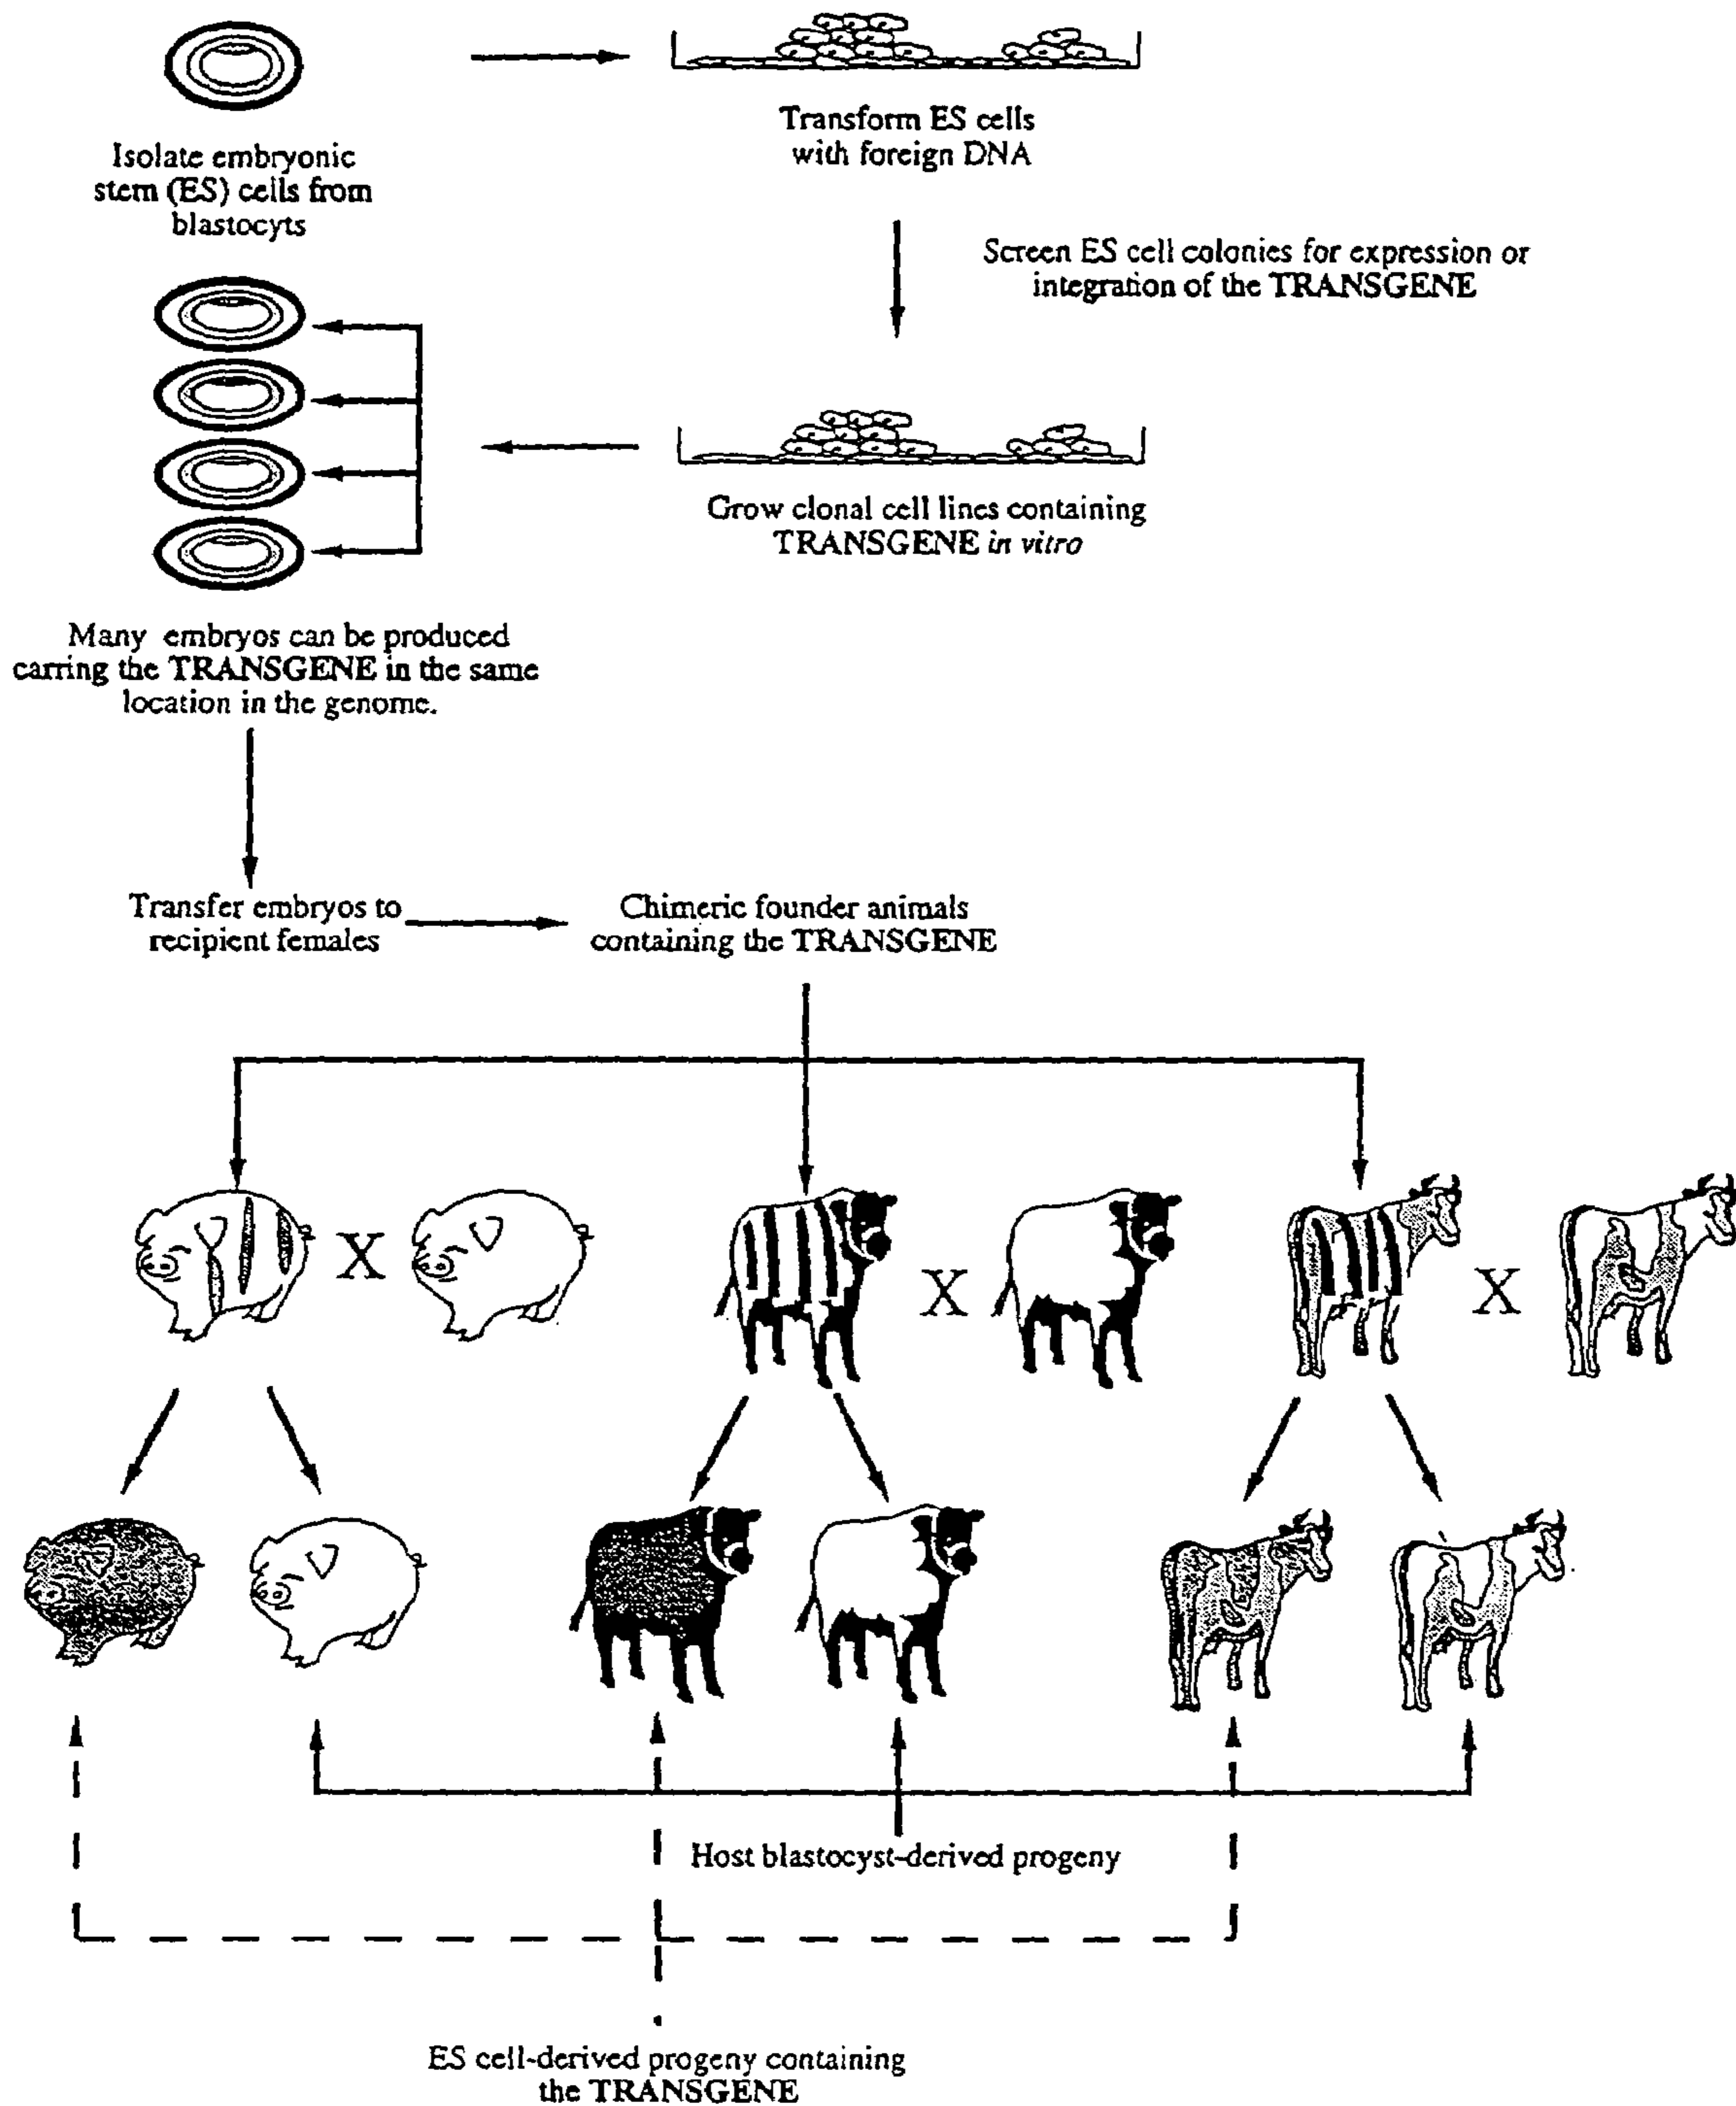 Isolate embryonic
stem (ES) cells from
blastocyts
Transform ES cells
with foreign DNA
Screen ES cell colonies for expression or
integration of the TRANSGENE
Grow clonal cell lines containing
TRANSGENE in vitro
Many embryos can be produced
carring the TRANSGENE in the same
location in the genome.
Transfer embryos to
recipient females
Chimeric founder animals
containing the TRANSGENE
X
X
X
Host blastocyst-derived progeny
ES cell-derived progeny containing
the TRANSGENE